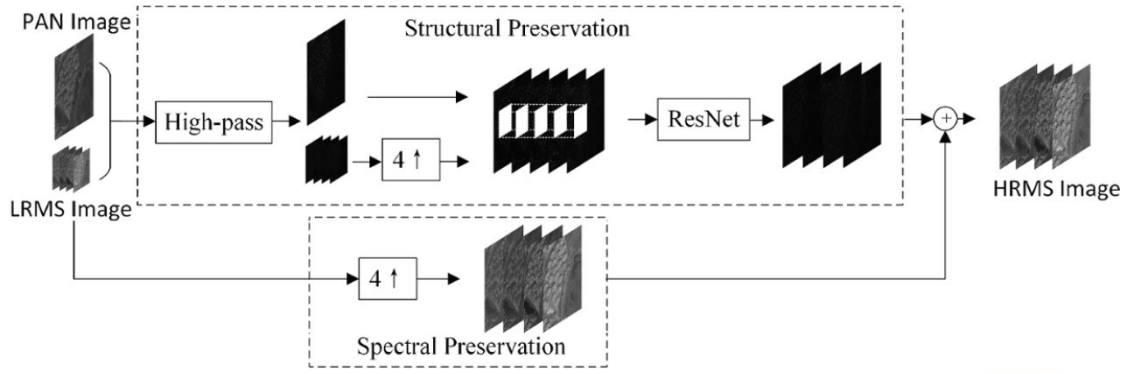 PAN Image
Structural Preservation
High-pass
ResNet
4 ↑
+
LRMS Image
HRMS Image
4 ↑
Spectral Preservation